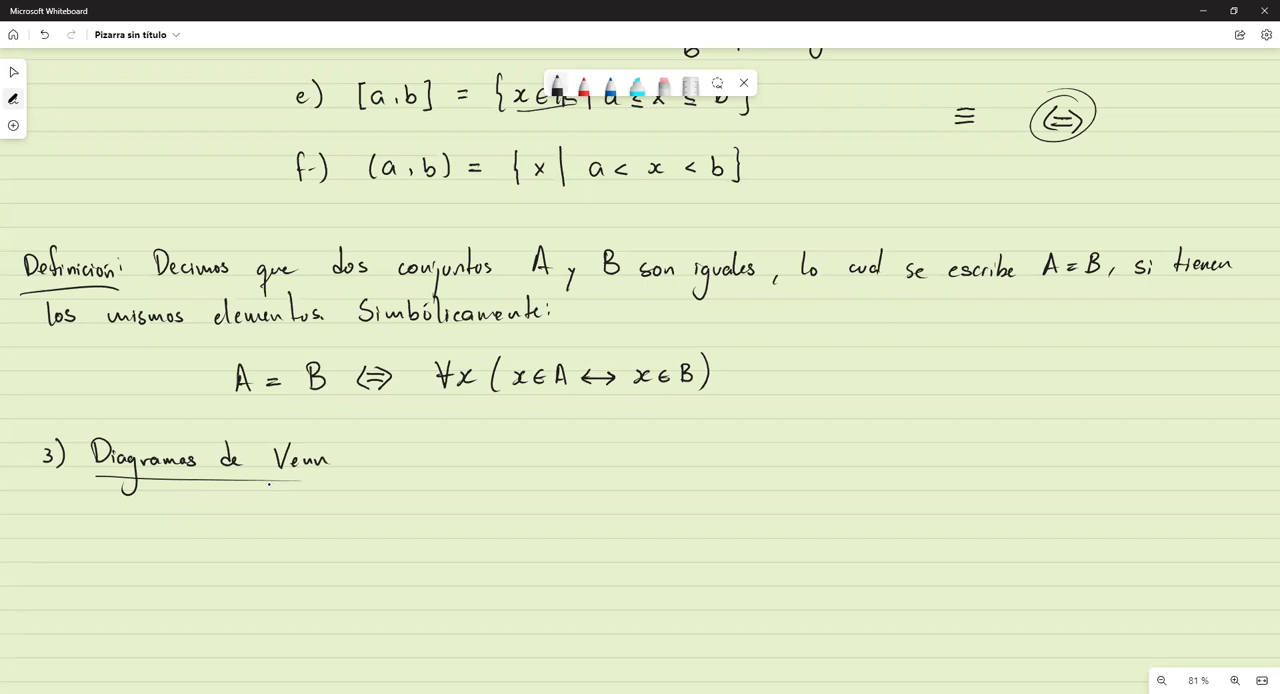 Microsoft Whiteboard
Pizarra sin título
e) [a,b] = {x∈ | a ≤ x ≤ b}
≡ (⇔)
f-) (a,b) = {x | a < x < b}
Definición: Decimos que dos conjuntos A y B son iguales, lo cual se escribe A = B, si tienen
los mismos elementos. Simbólicamente:
A = B ⇔ ∀x (x∈A ↔ x∈B)
3) Diagramas de Venn
81 %